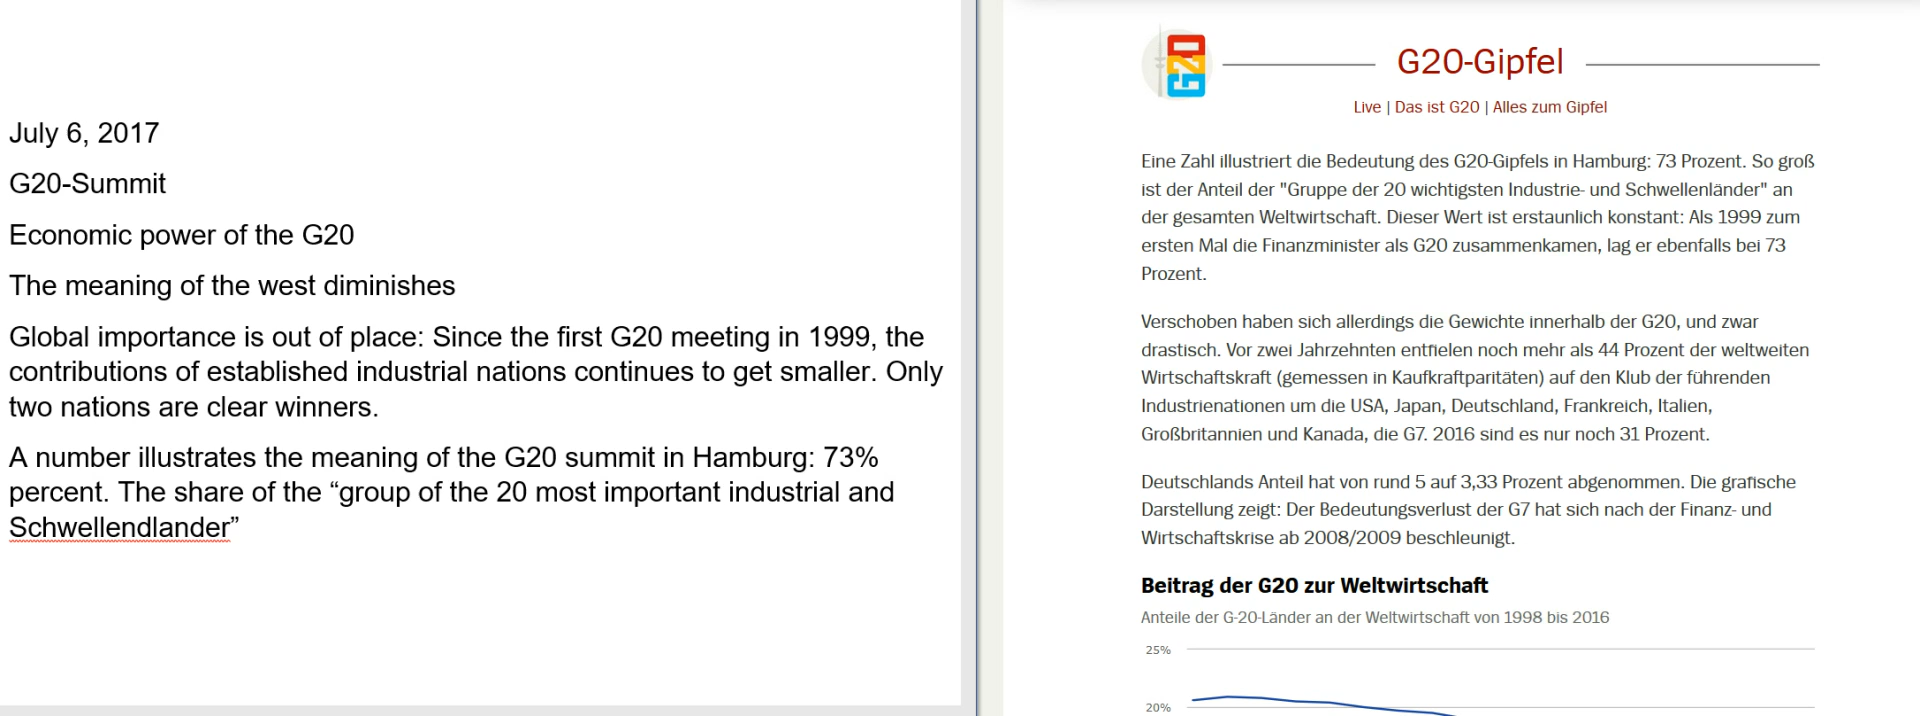 July 6, 2017
G20-Summit
Economic power of the G20
The meaning of the west diminishes
Global importance is out of place: Since the first G20 meeting in 1999, the
contributions of established industrial nations continues to get smaller. Only
two nations are clear winners.
A number illustrates the meaning of the G20 summit in Hamburg: 73%
percent. The share of the “group of the 20 most important industrial and
Schwellendlander”
G20
G20-Gipfel
Live | Das ist G20 | Alles zum Gipfel
Eine Zahl illustriert die Bedeutung des G20-Gipfels in Hamburg: 73 Prozent. So groß
ist der Anteil der "Gruppe der 20 wichtigsten Industrie- und Schwellenländer" an
der gesamten Weltwirtschaft. Dieser Wert ist erstaunlich konstant: Als 1999 zum
ersten Mal die Finanzminister als G20 zusammenkamen, lag er ebenfalls bei 73
Prozent.
Verschoben haben sich allerdings die Gewichte innerhalb der G20, und zwar
drastisch. Vor zwei Jahrzehnten entfielen noch mehr als 44 Prozent der weltweiten
Wirtschaftskraft (gemessen in Kaufkraftparitäten) auf den Klub der führenden
Industrienationen um die USA, Japan, Deutschland, Frankreich, Italien,
Großbritannien und Kanada, die G7. 2016 sind es nur noch 31 Prozent.
Deutschlands Anteil hat von rund 5 auf 3,33 Prozent abgenommen. Die grafische
Darstellung zeigt: Der Bedeutungsverlust der G7 hat sich nach der Finanz- und
Wirtschaftskrise ab 2008/2009 beschleunigt.
Beitrag der G20 zur Weltwirtschaft
Anteile der G-20-Länder an der Weltwirtschaft von 1998 bis 2016
25%
20%